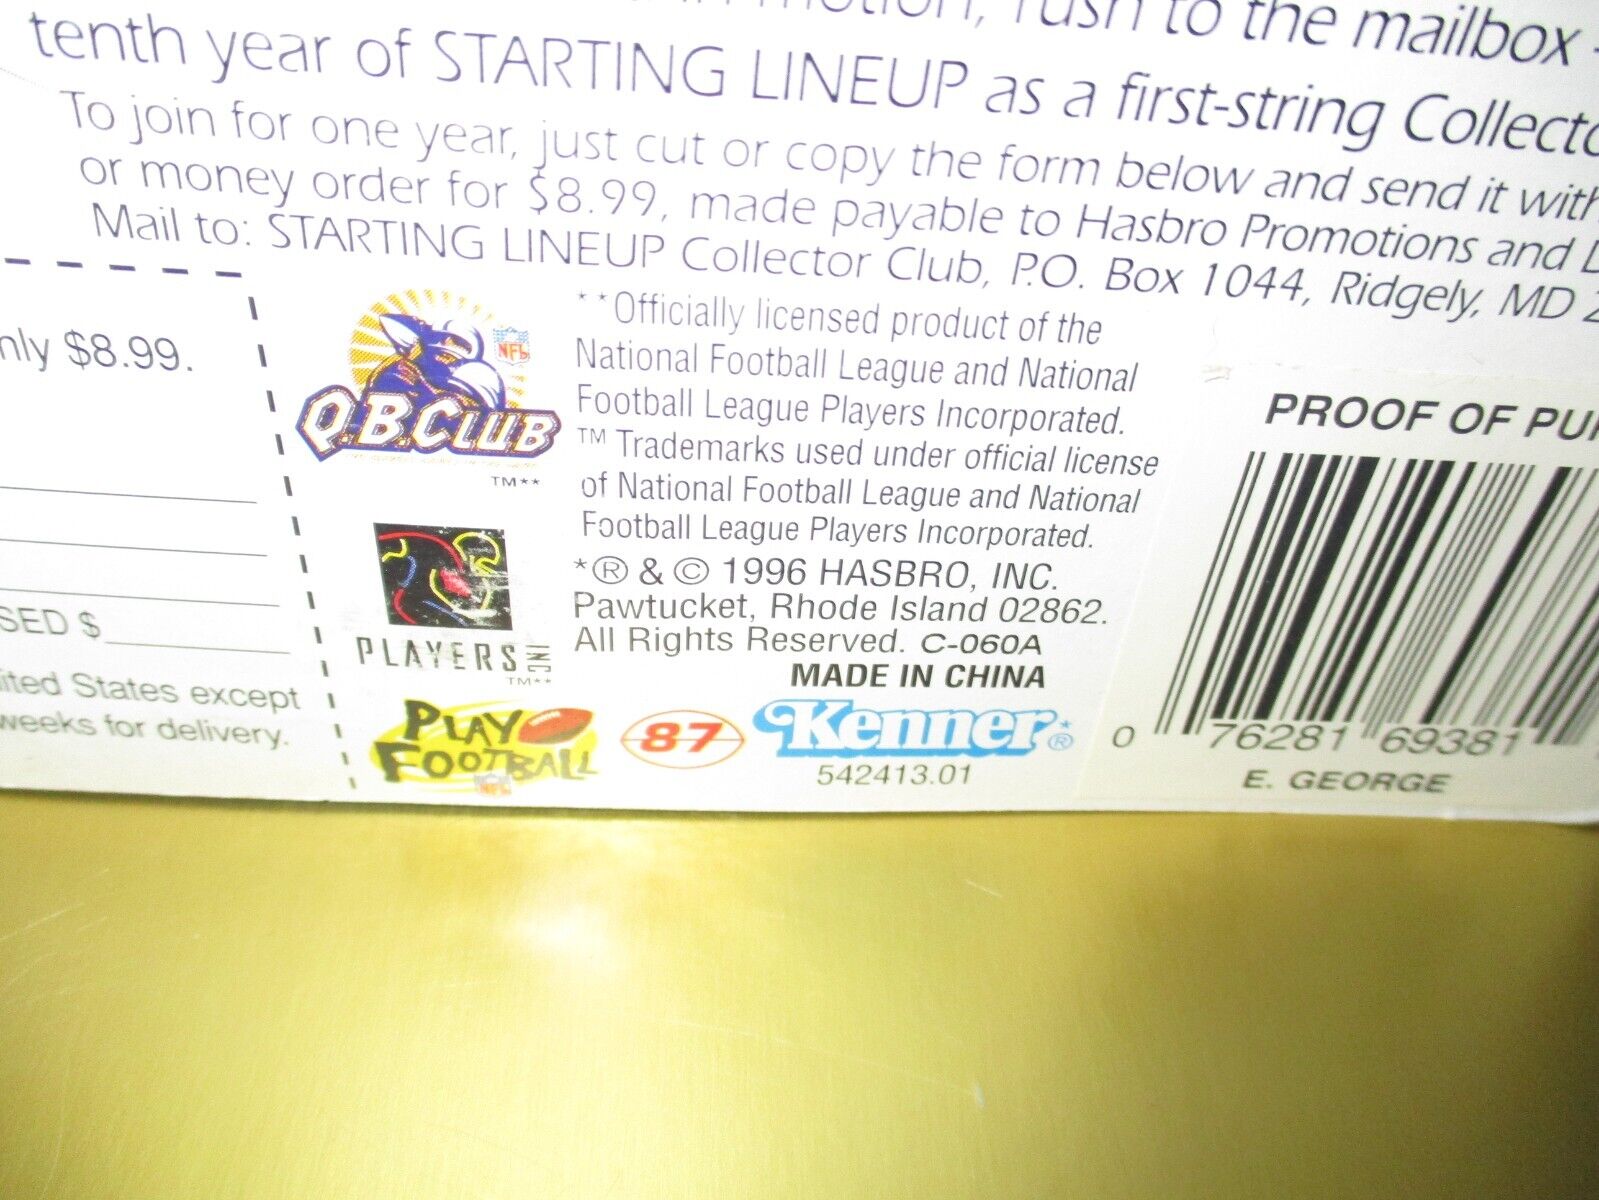 rush to the mailbox
tenth year of STARTING LINEUP as a first-string
To join for one year, just cut or copy the form below and send it with
or money order for $8.99, made payable to Hasbro Promotions and
Mail to: STARTING LINEUP Collector Club, P.O. Box 1044, Ridgely, MD
$8.99.
$
States except
weeks for delivery.
NFL
Q.B.CLUB
TM**
PLAYERS INC
TM**
PLAY
FOOTBALL
NFL
**Officially licensed product of the
National Football League and National
Football League Players Incorporated.
TM Trademarks used under official license
of National Football League and National
Football League Players Incorporated.
*® & © 1996 HASBRO, INC.
Pawtucket, Rhode Island 02862.
All Rights Reserved. C-060A
MADE IN CHINA
87
Kenner*®
542413.01
PROOF OF
0 76281 69381
E. GEORGE